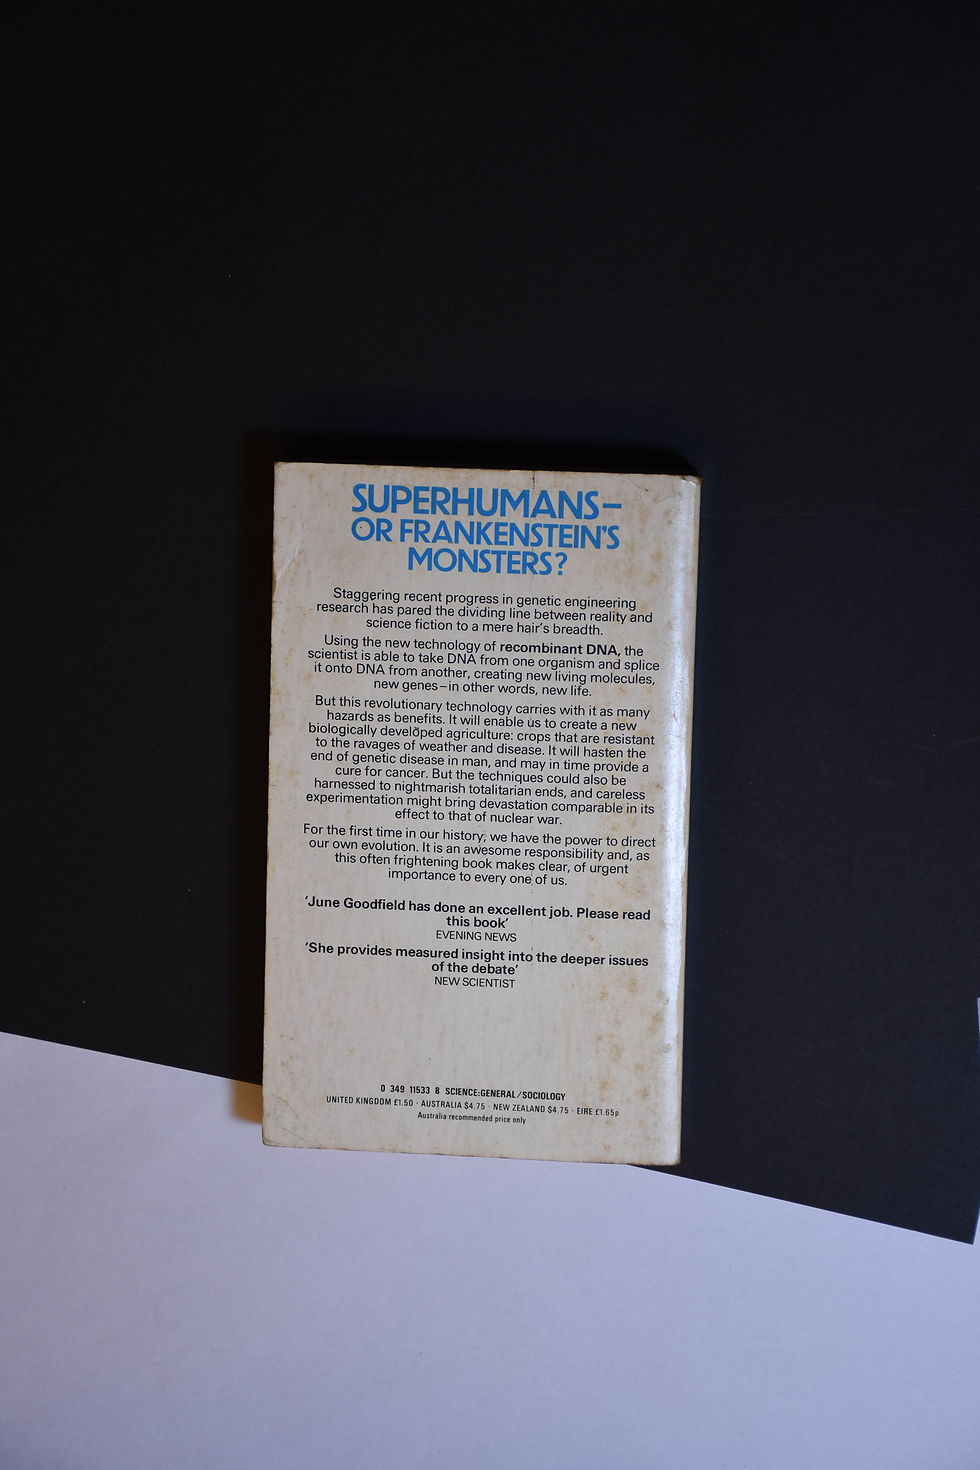 SUPERHUMANS–
OR FRANKENSTEIN'S
MONSTERS?
Staggering recent progress in genetic engineering
research has pared the dividing line between reality and
science fiction to a mere hair's breadth.
Using the new technology of recombinant DNA, the
scientist is able to take DNA from one organism and splice
it onto DNA from another, creating new living molecules,
new genes–in other words, new life.
But this revolutionary technology carries with it as many
hazards as benefits. It will enable us to create a new
biologically developed agriculture: crops that are resistant
to the ravages of weather and disease. It will hasten the
end of genetic disease in man, and may in time provide a
cure for cancer. But the techniques could also be
harnessed to nightmarish totalitarian ends, and careless
experimentation might bring devastation comparable in its
effect to that of nuclear war.
For the first time in our history, we have the power to direct
our own evolution. It is an awesome responsibility and, as
this often frightening book makes clear, of urgent
importance to every one of us.
'June Goodfield has done an excellent job. Please read
this book'
EVENING NEWS
'She provides measured insight into the deeper issues
of the debate'
NEW SCIENTIST
0 349 11533 8 SCIENCE:GENERAL/SOCIOLOGY
UNITED KINGDOM £1.50 · AUSTRALIA $4.75 · NEW ZEALAND $4.75 · EIRE £1.65p
Australia recommended price only